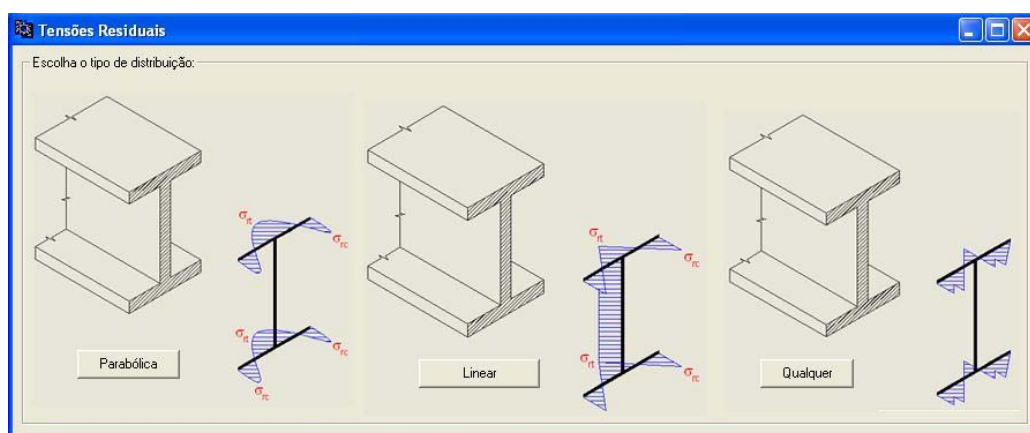 Tensões Residuais
Escolha o tipo de distribuição:
σrt
σrc
σrt
σrc
σrc
Parabólica
σrt
σrc
σrt
σrc
Linear
Qualquer